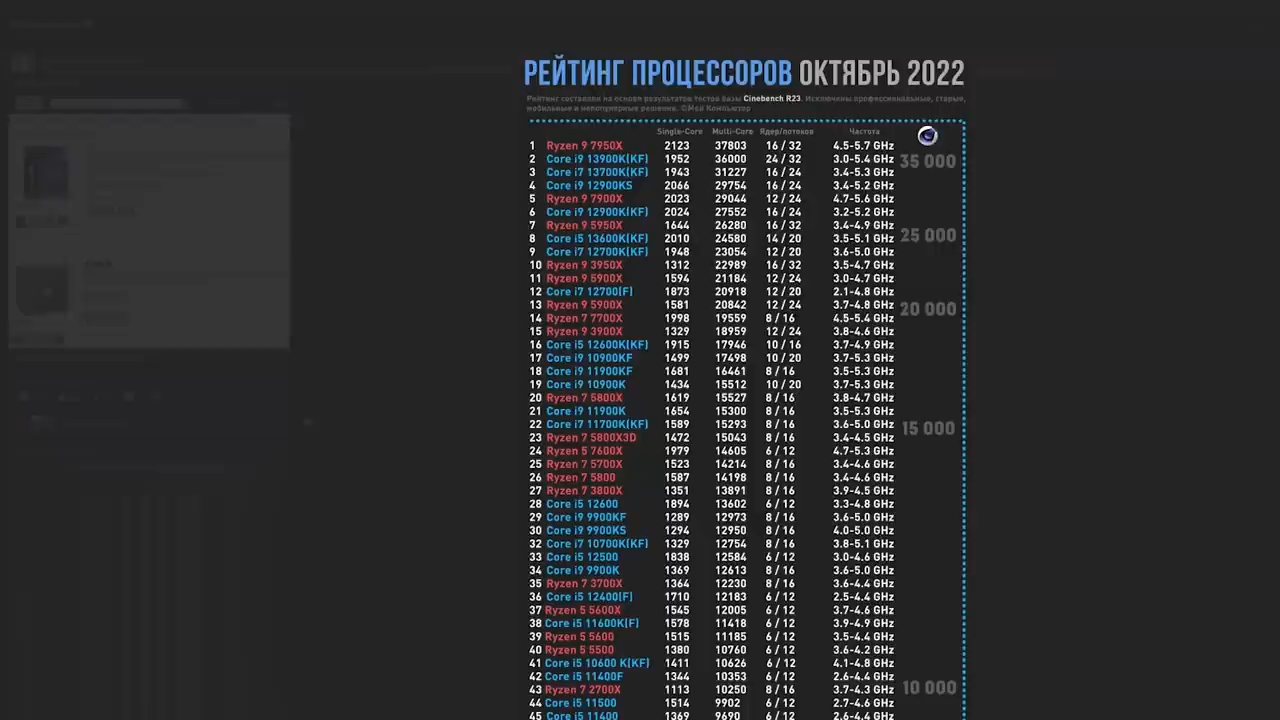 РЕЙТИНГ ПРОЦЕССОРОВ ОКТЯБРЬ 2022
Рейтинг составлен на основе результатов тестов базы Cinebench R23. Исключены профессиональные, старые,
мобильные и непопулярные решения. ©Мой Компьютер
Single-Core Multi-Core Ядер/потоков Частота
1 Ryzen 9 7950X 2123 37803 16 / 32 4.5-5.7 GHz
2 Core i9 13900K(KF) 1952 36000 24 / 32 3.0-5.4 GHz
35 000
3 Core i7 13700K(KF) 1943 31227 16 / 24 3.4-5.3 GHz
4 Core i9 12900KS 2066 29754 16 / 24 3.4-5.2 GHz
5 Ryzen 9 7900X 2023 29044 12 / 24 4.7-5.6 GHz
6 Core i9 12900K(KF) 2024 27552 16 / 24 3.2-5.2 GHz
7 Ryzen 9 5950X 1644 26280 16 / 32 3.4-4.9 GHz
25 000
8 Core i5 13600K(KF) 2010 24580 14 / 20 3.5-5.1 GHz
9 Core i7 12700K(KF) 1948 23054 12 / 20 3.6-5.0 GHz
10 Ryzen 9 3950X 1312 22989 16 / 32 3.5-4.7 GHz
11 Ryzen 9 5900X 1594 21184 12 / 24 3.0-4.7 GHz
12 Core i7 12700(F) 1873 20918 12 / 20 2.1-4.8 GHz
13 Ryzen 9 5900X 1581 20842 12 / 24 3.7-4.8 GHz
20 000
14 Ryzen 7 7700X 1998 19559 8 / 16 4.5-5.4 GHz
15 Ryzen 9 3900X 1329 18959 12 / 24 3.8-4.6 GHz
16 Core i5 12600K(KF) 1915 17946 10 / 16 3.7-4.9 GHz
17 Core i9 10900KF 1499 17498 10 / 20 3.7-5.3 GHz
18 Core i9 11900KF 1681 16461 8 / 16 3.5-5.3 GHz
19 Core i9 10900K 1434 15512 10 / 20 3.7-5.3 GHz
20 Ryzen 7 5800X 1619 15527 8 / 16 3.8-4.7 GHz
21 Core i9 11900K 1654 15300 8 / 16 3.5-5.3 GHz
22 Core i7 11700K(KF) 1589 15293 8 / 16 3.6-5.0 GHz
15 000
23 Ryzen 7 5800X3D 1472 15043 8 / 16 3.4-4.5 GHz
24 Ryzen 5 7600X 1979 14605 6 / 12 4.7-5.3 GHz
25 Ryzen 7 5700X 1523 14214 8 / 16 3.4-4.6 GHz
26 Ryzen 7 5800 1587 14198 8 / 16 3.4-4.6 GHz
27 Ryzen 7 3800X 1351 13891 8 / 16 3.9-4.5 GHz
28 Core i5 12600 1894 13602 6 / 12 3.3-4.8 GHz
29 Core i9 9900KF 1289 12973 8 / 16 3.6-5.0 GHz
30 Core i9 9900KS 1294 12950 8 / 16 4.0-5.0 GHz
32 Core i7 10700K(KF) 1329 12754 8 / 16 3.8-5.1 GHz
33 Core i5 12500 1838 12584 6 / 12 3.0-4.6 GHz
34 Core i9 9900K 1369 12613 8 / 16 3.6-5.0 GHz
35 Ryzen 7 3700X 1364 12230 8 / 16 3.6-4.4 GHz
36 Core i5 12400(F) 1710 12183 6 / 12 2.5-4.4 GHz
37 Ryzen 5 5600X 1545 12005 6 / 12 3.7-4.6 GHz
38 Core i5 11600K(F) 1578 11418 6 / 12 3.9-4.9 GHz
39 Ryzen 5 5600 1515 11185 6 / 12 3.5-4.4 GHz
40 Ryzen 5 5500 1380 10760 6 / 12 3.6-4.2 GHz
41 Core i5 10600 K(KF) 1411 10626 6 / 12 4.1-4.8 GHz
42 Core i5 11400F 1344 10353 6 / 12 2.6-4.4 GHz
43 Ryzen 7 2700X 1113 10250 8 / 16 3.7-4.3 GHz
10 000
44 Core i5 11500 1514 9902 6 / 12 2.7-4.6 GHz
45 Core i5 11400 1369 9690 6 / 12 2.6-4.4 GHz